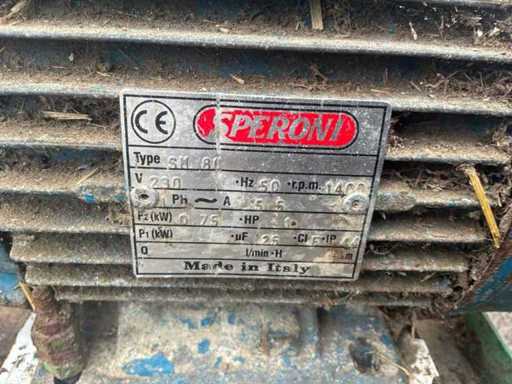 CE SPERONI
Type SM 80
V 230 ·Hz 50 ·r.p.m. 1400
1 Ph ~ A 5.5
P2(kW) 0.75 ·HP 1
P1(kW) ·uF 25 ·Cl F ·IP 44
Q l/min·H m
Made in Italy